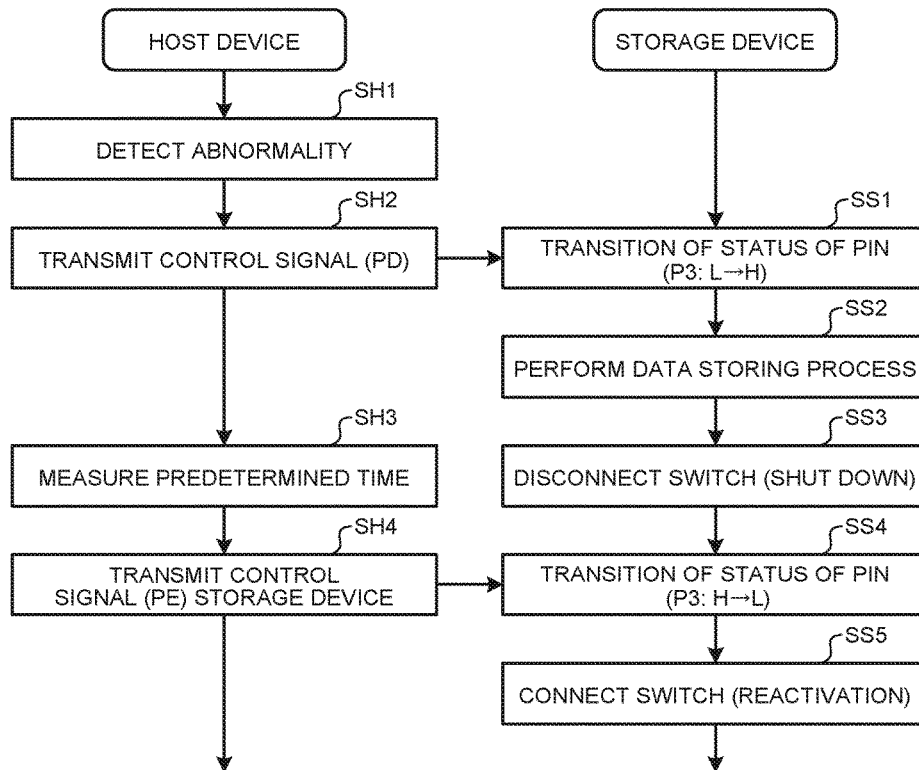 HOST DEVICE
STORAGE DEVICE
SH1
DETECT ABNORMALITY
SH2
TRANSMIT CONTROL SIGNAL (PD)
SS1
TRANSITION OF STATUS OF PIN
(P3: L→H)
SS2
PERFORM DATA STORING PROCESS
SH3
MEASURE PREDETERMINED TIME
SS3
DISCONNECT SWITCH (SHUT DOWN)
SH4
TRANSMIT CONTROL
SIGNAL (PE) STORAGE DEVICE
SS4
TRANSITION OF STATUS OF PIN
(P3: H→L)
SS5
CONNECT SWITCH (REACTIVATION)